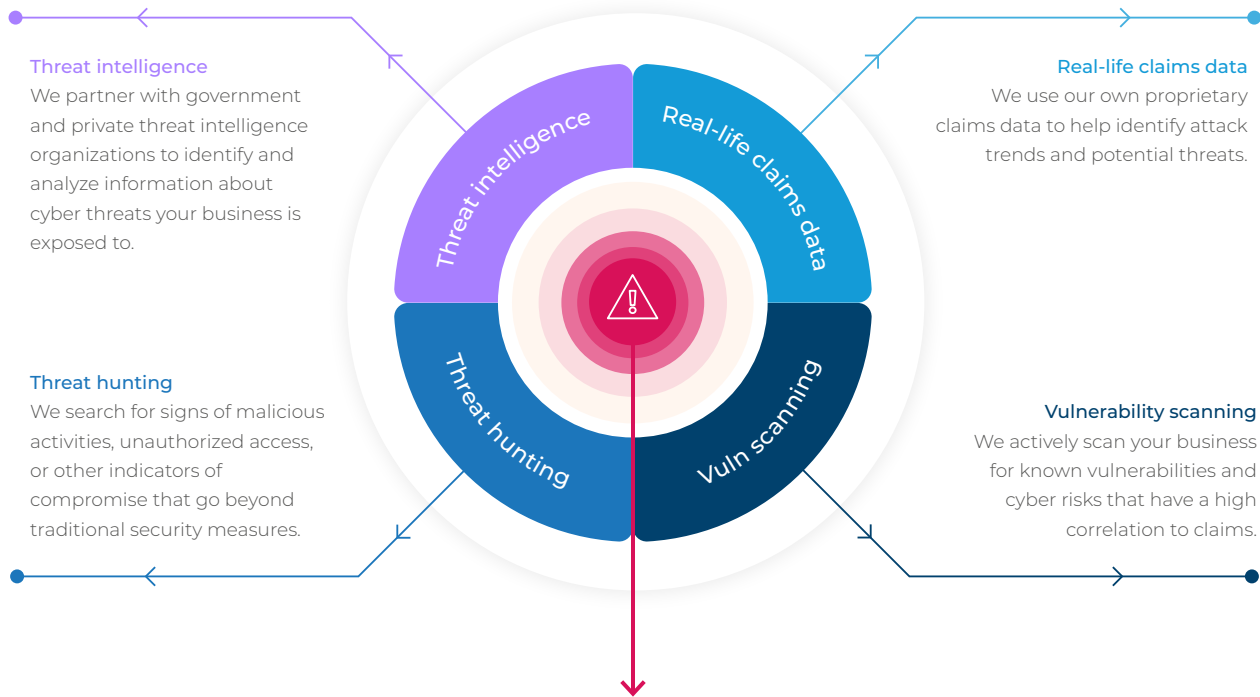 Threat intelligence
We partner with government
and private threat intelligence
organizations to identify and
analyze information about
cyber threats your business is
exposed to.
Real-life claims data
We use our own proprietary
claims data to help identify attack
trends and potential threats.
Threat intelligence
Real-life claims data
Threat hunting
Vuln scanning
Threat hunting
We search for signs of malicious
activities, unauthorized access,
or other indicators of
compromise that go beyond
traditional security measures.
Vulnerability scanning
We actively scan your business
for known vulnerabilities and
cyber risks that have a high
correlation to claims.